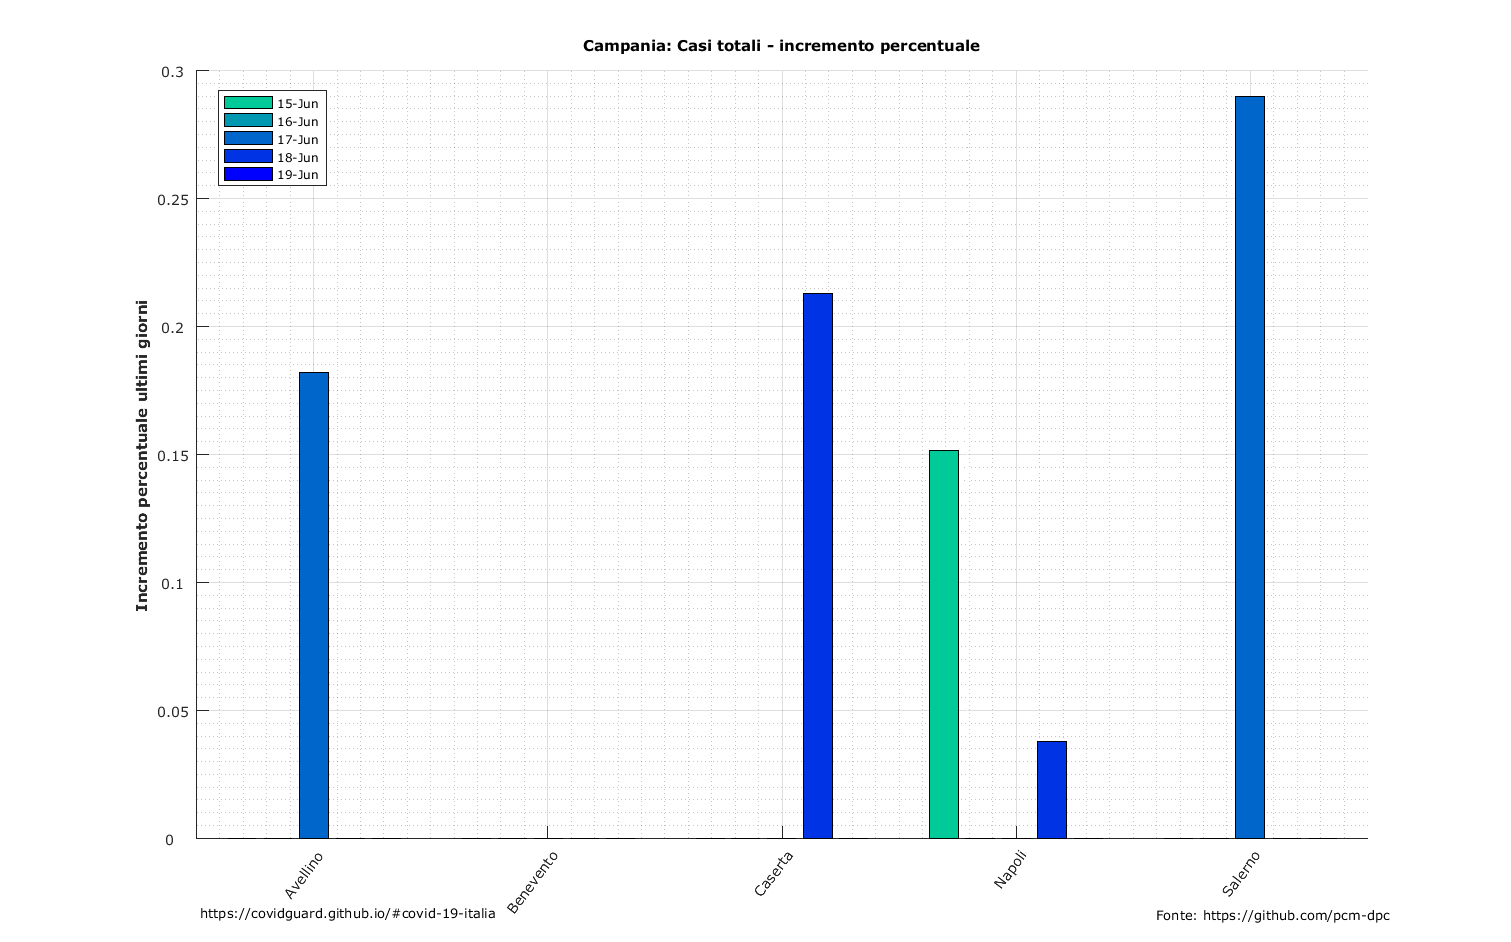 Campania: Casi totali - incremento percentuale
0.3
0.25
0.2
0.15
0.1
0.05
0
Incremento percentuale ultimi giorni
15-Jun
16-Jun
17-Jun
18-Jun
19-Jun
Avellino
Benevento
Caserta
Napoli
Salerno
https://covidguard.github.io/#covid-19-italia
Fonte: https://github.com/pcm-dpc